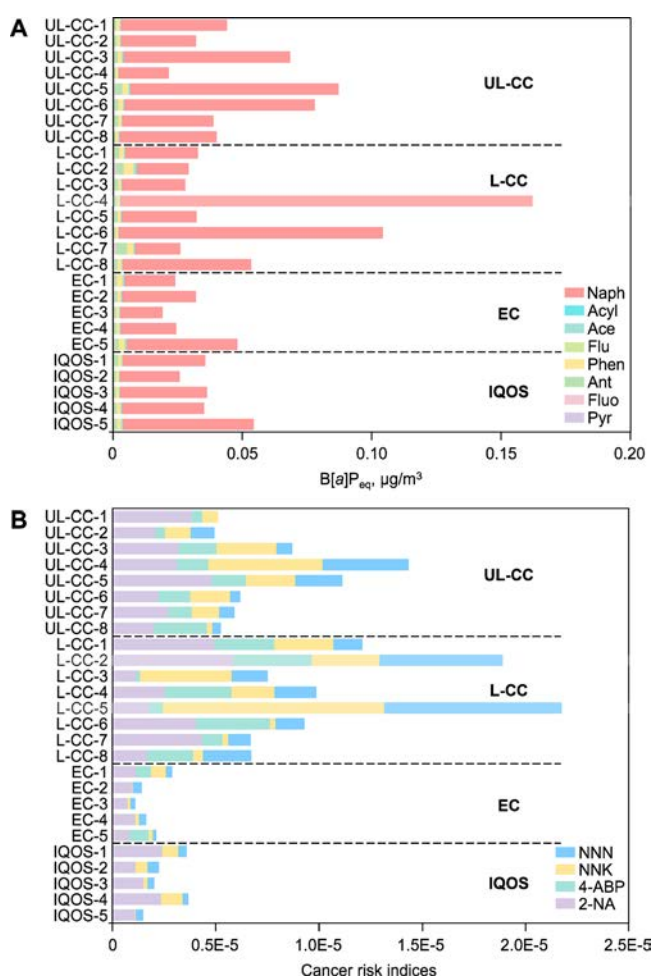 A
UL-CC-1
UL-CC-2
UL-CC-3
UL-CC-4
UL-CC-5
UL-CC-6
UL-CC-7
UL-CC-8
UL-CC
L-CC-1
L-CC-2
L-CC-3
L-CC-4
L-CC-5
L-CC-6
L-CC-7
L-CC-8
L-CC
EC-1
EC-2
EC-3
EC-4
EC-5
EC
IQOS-1
IQOS-2
IQOS-3
IQOS-4
IQOS-5
IQOS
Naph
Acyl
Ace
Flu
Phen
Ant
Fluo
Pyr
0 0.05 0.10 0.15 0.20
B[a]Peq, µg/m³
B
UL-CC-1
UL-CC-2
UL-CC-3
UL-CC-4
UL-CC-5
UL-CC-6
UL-CC-7
UL-CC-8
UL-CC
L-CC-1
L-CC-2
L-CC-3
L-CC-4
L-CC-5
L-CC-6
L-CC-7
L-CC-8
L-CC
EC-1
EC-2
EC-3
EC-4
EC-5
EC
IQOS-1
IQOS-2
IQOS-3
IQOS-4
IQOS-5
IQOS
NNN
NNK
4-ABP
2-NA
0 0.5E-5 1.0E-5 1.5E-5 2.0E-5 2.5E-5
Cancer risk indices